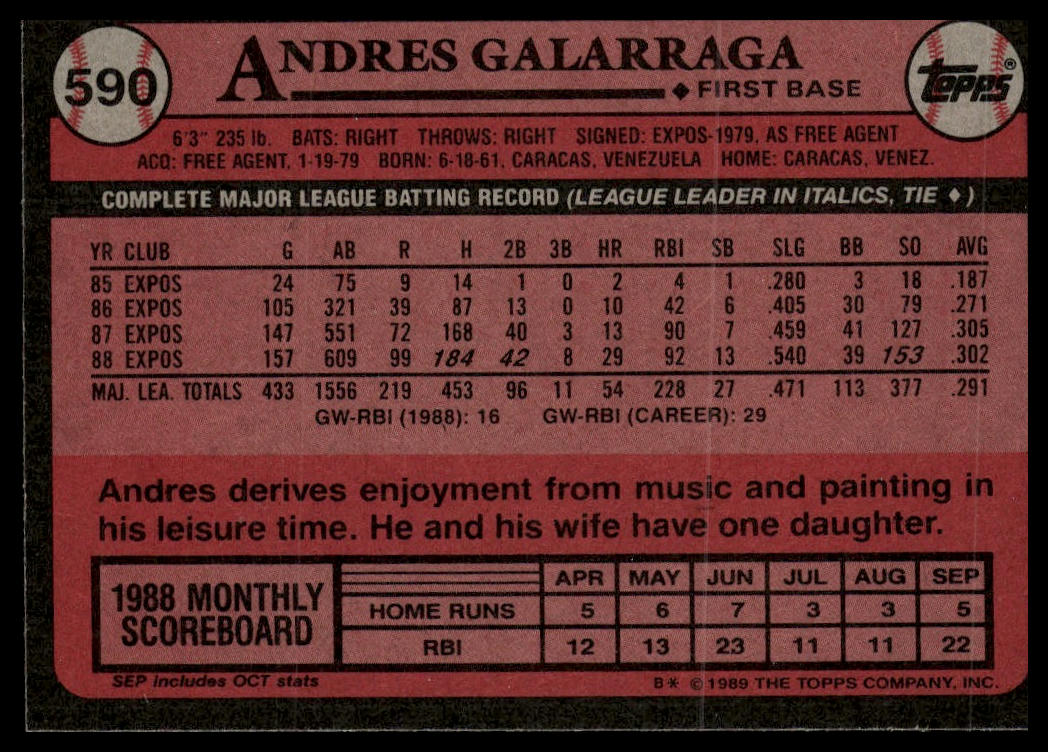 590
ANDRES GALARRAGA
TOPPS®
◆ FIRST BASE
6'3" 235 lb. BATS: RIGHT THROWS: RIGHT SIGNED: EXPOS-1979, AS FREE AGENT
ACQ: FREE AGENT, 1-19-79 BORN: 6-18-61, CARACAS, VENEZUELA HOME: CARACAS, VENEZ.
COMPLETE MAJOR LEAGUE BATTING RECORD (LEAGUE LEADER IN ITALICS, TIE ♦)
YR CLUB G AB R H 2B 3B HR RBI SB SLG BB SO AVG
85 EXPOS 24 75 9 14 1 0 2 4 1 .280 3 18 .187
86 EXPOS 105 321 39 87 13 0 10 42 6 .405 30 79 .271
87 EXPOS 147 551 72 168 40 3 13 90 7 .459 41 127 .305
88 EXPOS 157 609 99 184 42 8 29 92 13 .540 39 153 .302
MAJ. LEA. TOTALS 433 1556 219 453 96 11 54 228 27 .471 113 377 .291
GW-RBI (1988): 16 GW-RBI (CAREER): 29
Andres derives enjoyment from music and painting in
his leisure time. He and his wife have one daughter.
1988 MONTHLY
SCOREBOARD
APR MAY JUN JUL AUG SEP
HOME RUNS 5 6 7 3 3 5
RBI 12 13 23 11 11 22
SEP includes OCT stats
B* © 1989 THE TOPPS COMPANY, INC.